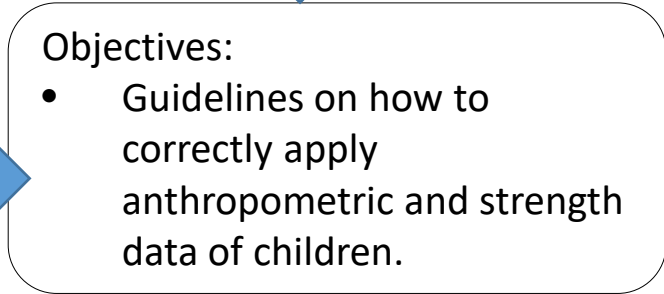 Objectives:
• Guidelines on how to
correctly apply
anthropometric and strength
data of children.